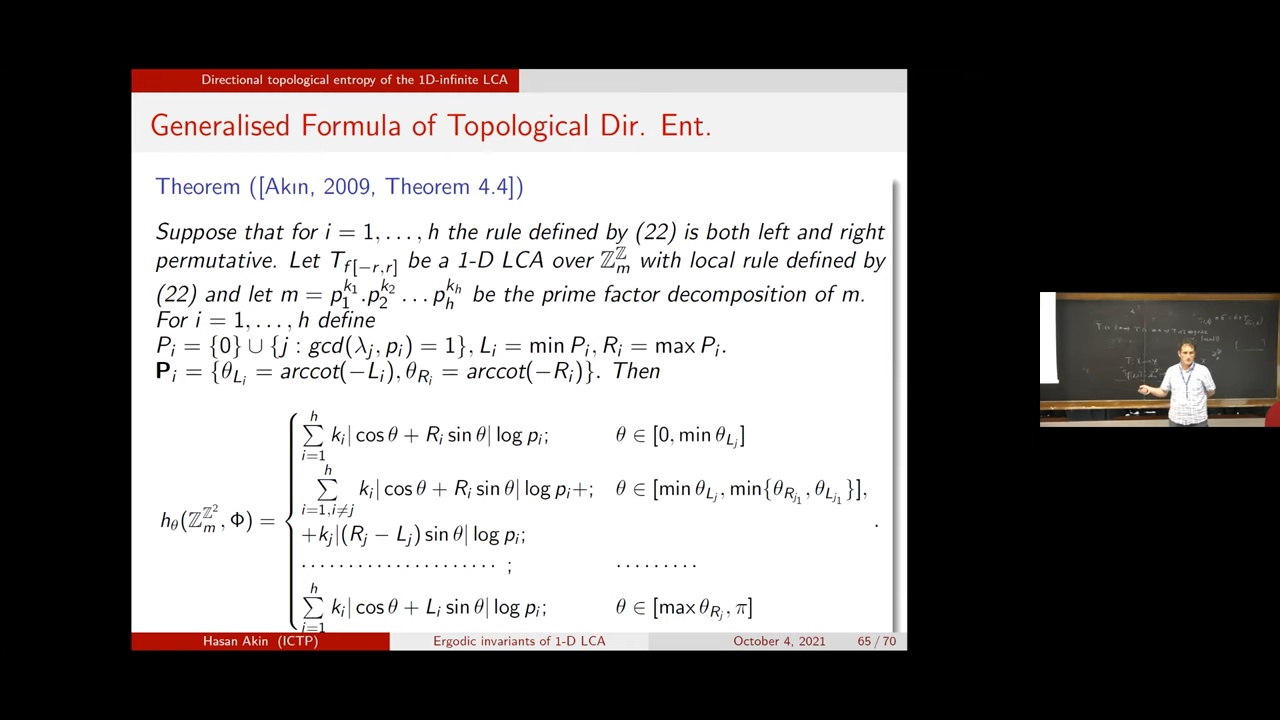 Directional topological entropy of the 1D-infinite LCA
Generalised Formula of Topological Dir. Ent.
Theorem ([Akın, 2009, Theorem 4.4])
Suppose that for i = 1, . . . , h the rule defined by (22) is both left and right
permutative. Let T_{f[−r,r]} be a 1-D LCA over ℤ_m^ℤ with local rule defined by
(22) and let m = p_1^{k_1}.p_2^{k_2} . . . p_h^{k_h} be the prime factor decomposition of m.
For i = 1, . . . , h define
P_i = {0} ∪ {j : gcd(λ_j, p_i) = 1}, L_i = min P_i, R_i = max P_i.
𝐏_i = {θ_{L_i} = arccot(−L_i), θ_{R_i} = arccot(−R_i)}. Then
h_θ(ℤ_m^{ℤ^2}, Φ) = {
∑_{i=1}^{h} k_i| cos θ + R_i sin θ| log p_i; θ ∈ [0, min θ_{L_j}]
∑_{i=1,i≠j}^{h} k_i| cos θ + R_i sin θ| log p_i+; θ ∈ [min θ_{L_j}, min{θ_{R_{j_1}}, θ_{L_{j_1}}}],
+k_j|(R_j − L_j) sin θ| log p_i;
. . . . . . . . . . . . . . . . . . . . . ; . . . . . . . . .
∑_{i=1}^{h} k_i| cos θ + L_i sin θ| log p_i; θ ∈ [max θ_{R_j}, π]
.
Hasan Akin (ICTP) Ergodic invariants of 1-D LCA October 4, 2021 65 / 70